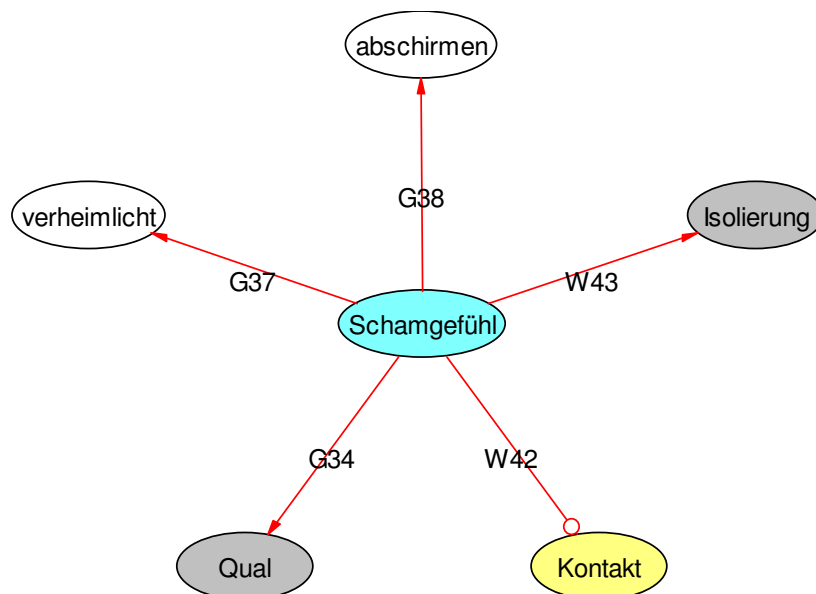 abschirmen
G38
verheimlicht
Isolierung
G37
W43
Schamgefühl
G34
W42
Qual
Kontakt